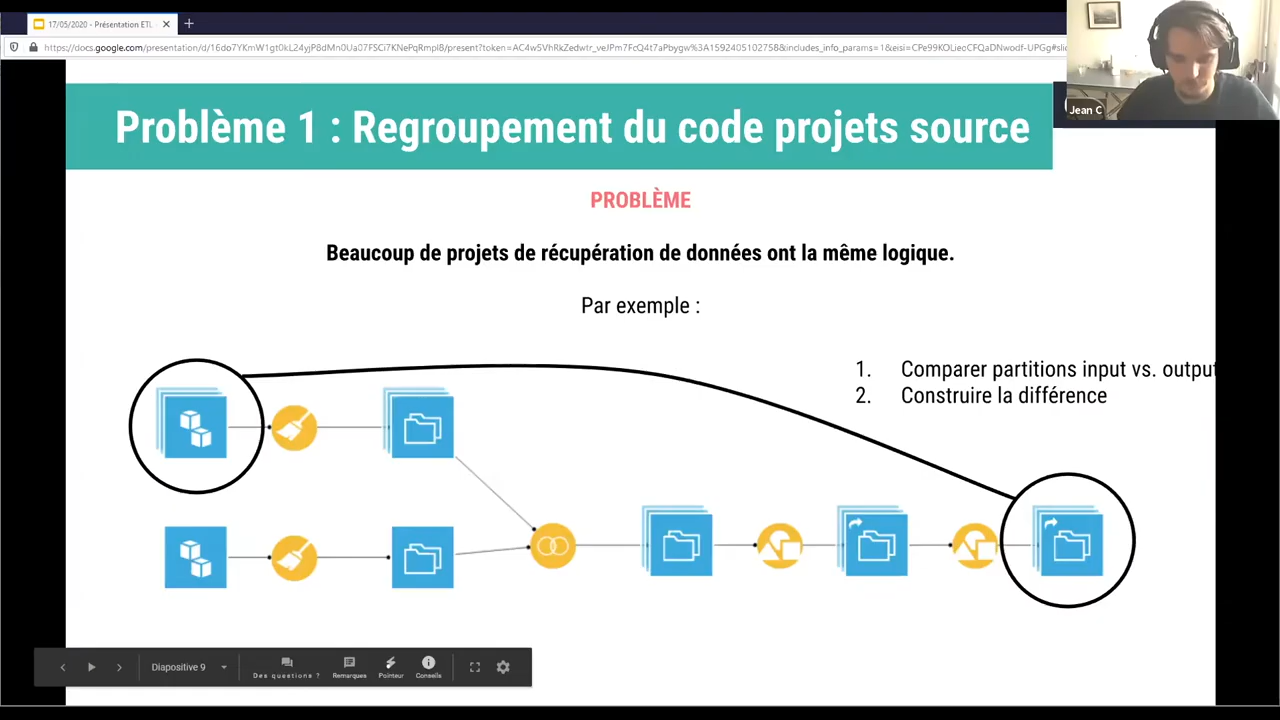 17/05/2020 - Présentation ETL
Jean C
Problème 1 : Regroupement du code projets source
PROBLÈME
Beaucoup de projets de récupération de données ont la même logique.
Par exemple :
1. Comparer partitions input vs. output
2. Construire la différence
Diapositive 9
Des questions ?
Remarques
Pointeur
Conseils